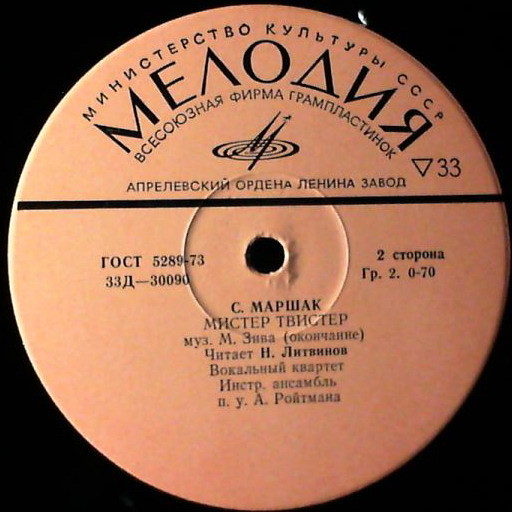 МИНИСТЕРСТВО КУЛЬТУРЫ СССР
МЕЛОДИЯ
ВСЕСОЮЗНАЯ ФИРМА ГРАМПЛАСТИНОК
▽33
АПРЕЛЕВСКИЙ ОРДЕНА ЛЕНИНА ЗАВОД
ГОСТ 5289-73
33Д—30090
2 сторона
Гр. 2. 0-70
С. МАРШАК
МИСТЕР ТВИСТЕР
муз. М. Зива (окончание)
Читает Н. Литвинов
Вокальный квартет
Инстр. ансамбль
п. у. А. Ройтмана